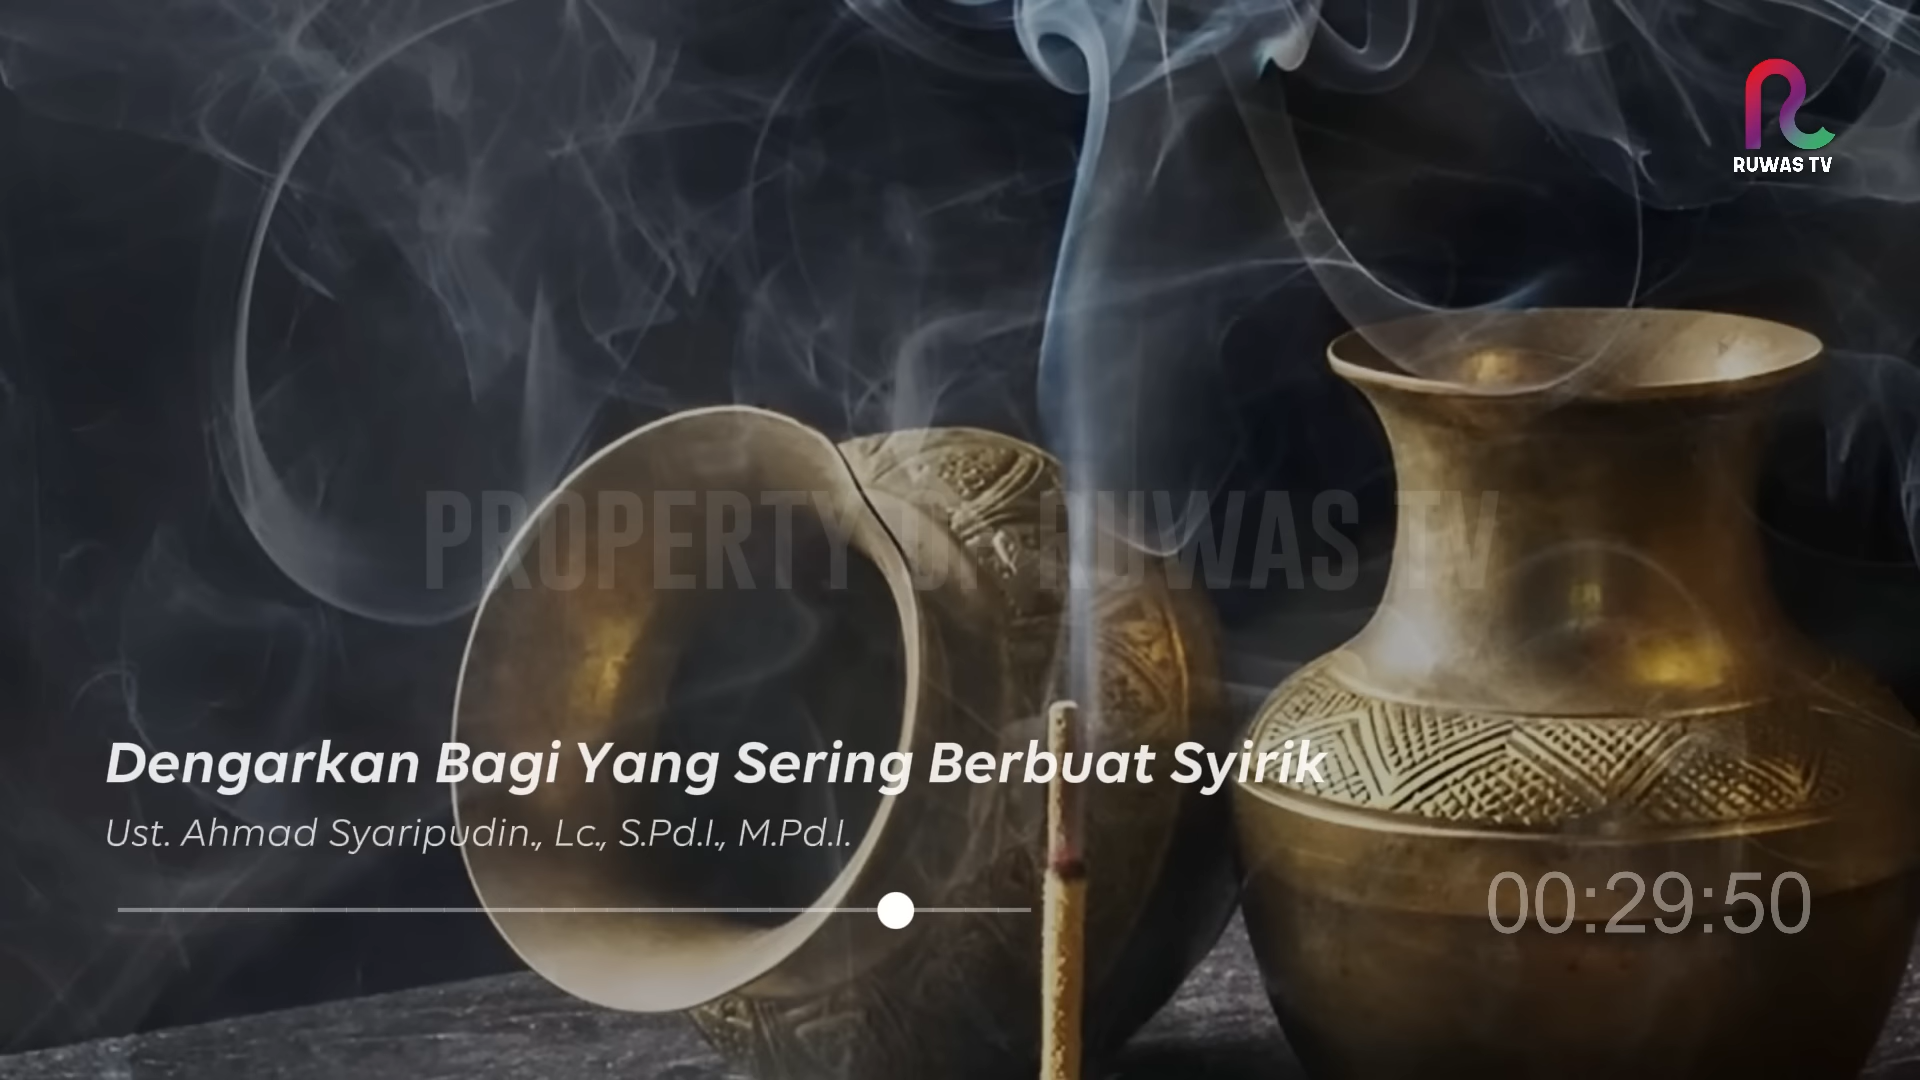 RUWAS TV
PROPERTY OF RUWAS TV
Dengarkan Bagi Yang Sering Berbuat Syirik
Ust. Ahmad Syaripudin., Lc., S.Pd.I., M.Pd.I.
00:29:50